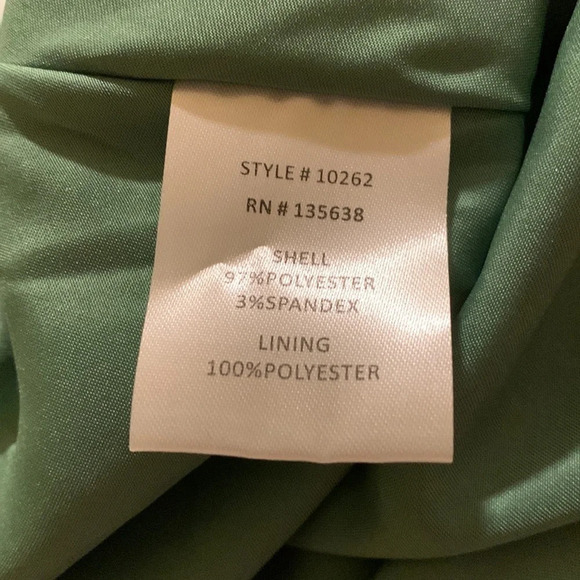 STYLE # 10262
RN # 135638
SHELL
97%POLYESTER
3%SPANDEX
LINING
100%POLYESTER